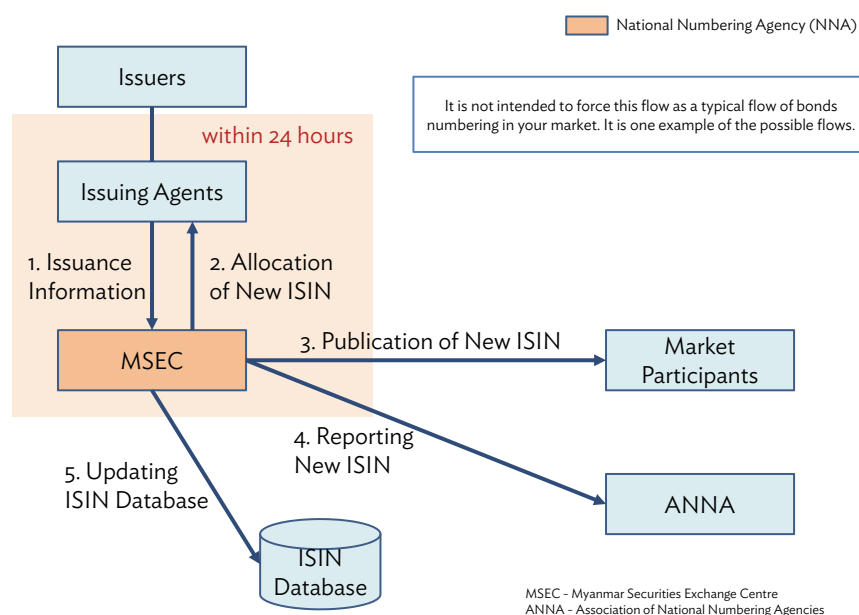 National Numbering Agency (NNA)
Issuers
It is not intended to force this flow as a typical flow of bonds
numbering in your market. It is one example of the possible flows.
within 24 hours
Issuing Agents
1. Issuance
Information
2. Allocation
of New ISIN
MSEC
3. Publication of New ISIN
Market
Participants
4. Reporting
New ISIN
5. Updating
ISIN Database
ANNA
ISIN
Database
MSEC - Myanmar Securities Exchange Centre
ANNA - Association of National Numbering Agencies